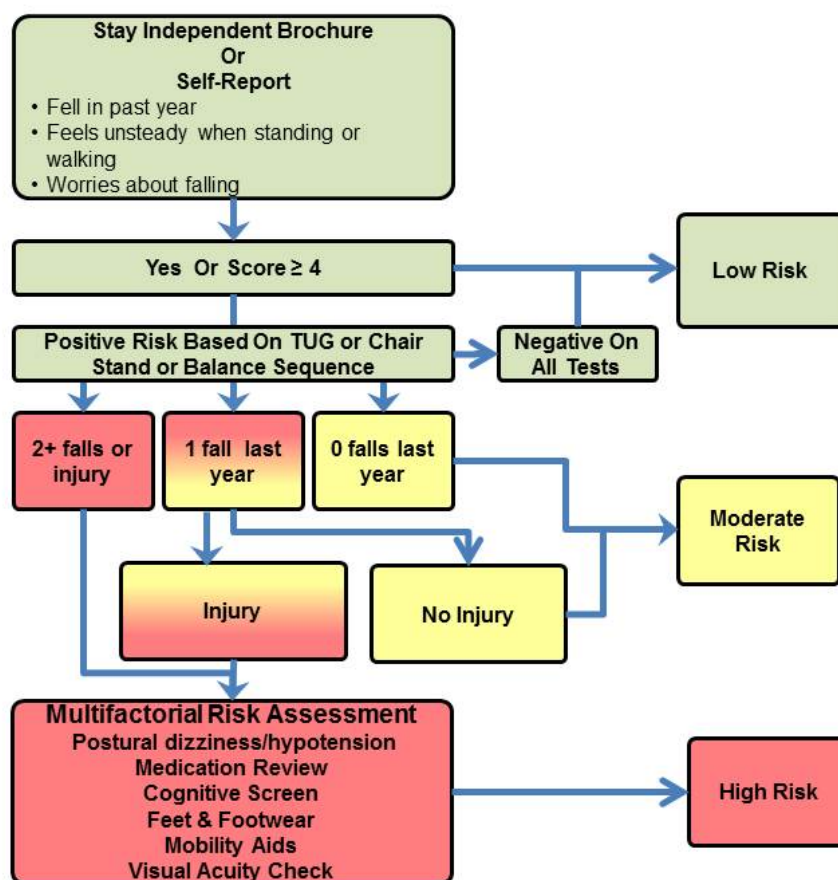 Stay Independent Brochure
Or
Self-Report
• Fell in past year
• Feels unsteady when standing or
walking
• Worries about falling
Yes Or Score ≥ 4
Low Risk
Positive Risk Based On TUG or Chair
Stand or Balance Sequence
Negative On
All Tests
2+ falls or
injury
1 fall last
year
0 falls last
year
Moderate
Risk
Injury
No Injury
Multifactorial Risk Assessment
Postural dizziness/hypotension
Medication Review
Cognitive Screen
Feet & Footwear
Mobility Aids
Visual Acuity Check
High Risk